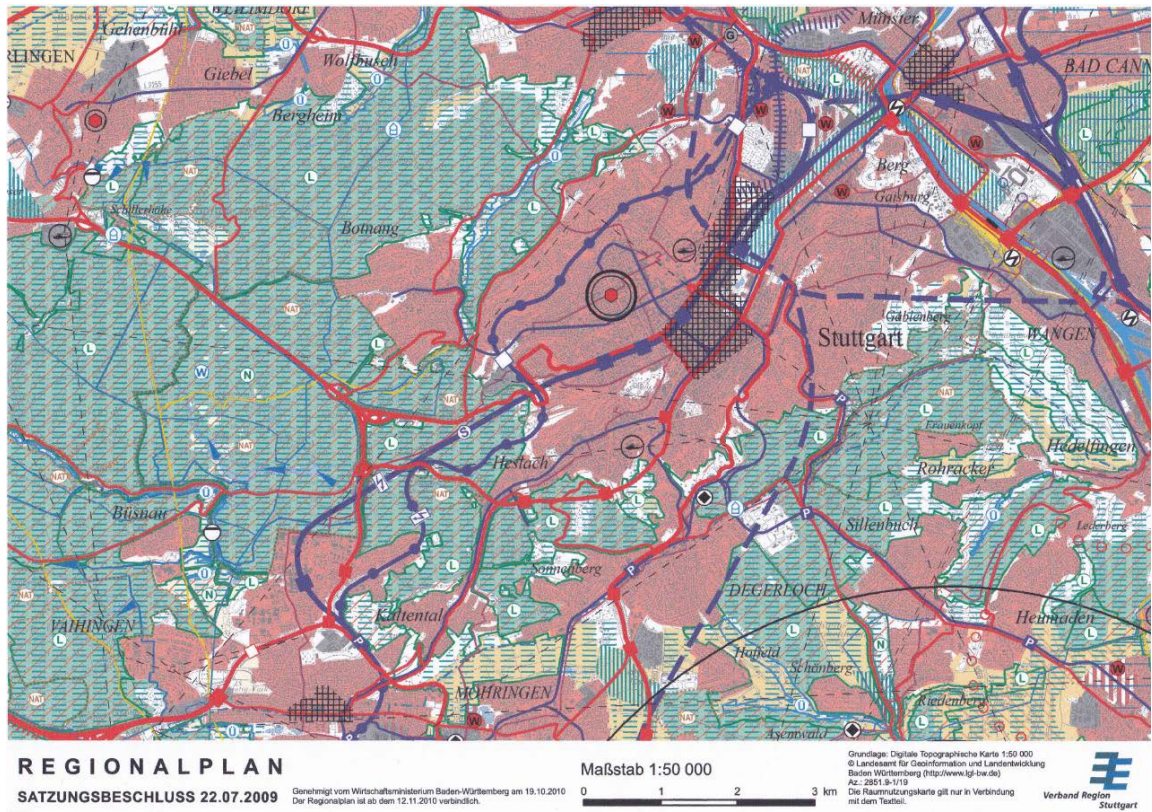 WEILIMDORF
Gehenbühl
Münster
RLINGEN
Giebel
Wolfbusch
BAD CANN
L 7255
Bergheim
Berg
Gaisburg
Schillerhöhe
Botnang
Stuttgart
Gablenberg
WANGEN
Frauenkopf
Hedelfingen
Rohracker
Heslach
Büsnau
Sillenbuch
Lederberg
Sonnenberg
DEGERLOCH
Kaltental
Heumaden
VAIHINGEN
Hoffeld
Schönberg
MÖHRINGEN
Riedenberg
Asemwald
REGIONALPLAN
SATZUNGSBESCHLUSS 22.07.2009
Genehmigt vom Wirtschaftsministerium Baden-Württemberg am 19.10.2010
Der Regionalplan ist ab dem 12.11.2010 verbindlich.
Maßstab 1:50 000
0 1 2 3 km
Grundlage: Digitale Topographische Karte 1:50 000
© Landesamt für Geoinformation und Landentwicklung
Baden Württemberg (http://www.lgl-bw.de)
Az.: 2851.9-1/19
Die Raumnutzungskarte gilt nur in Verbindung
mit dem Textteil.
Verband Region
Stuttgart